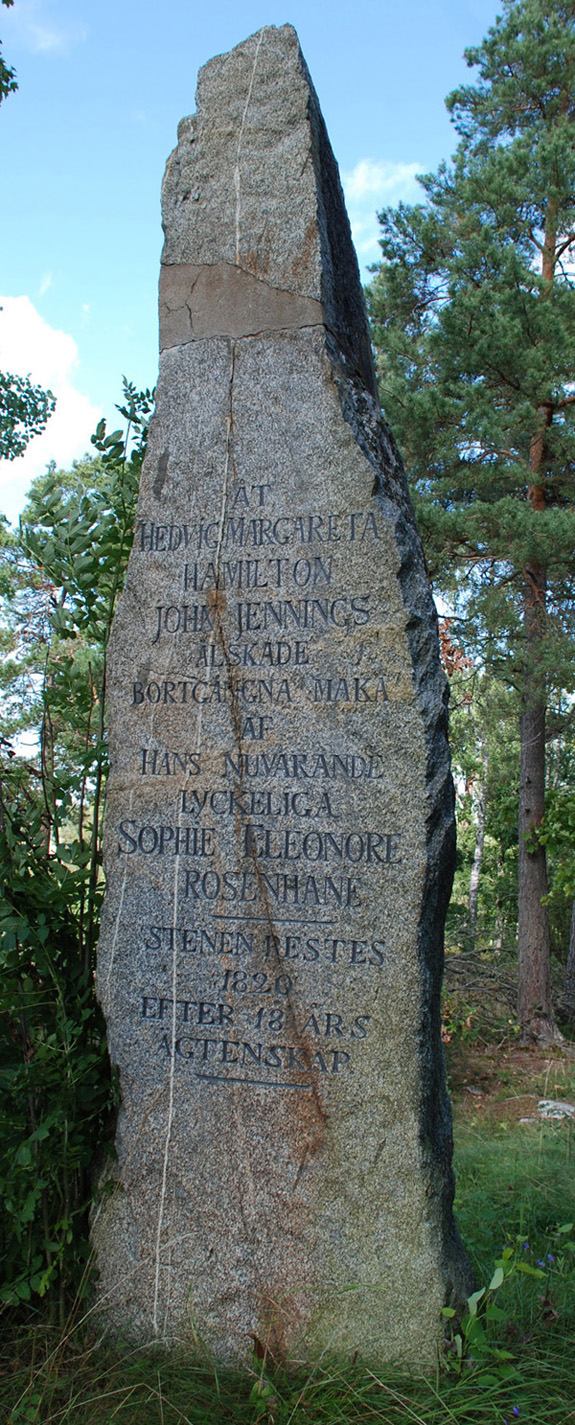 ÅT
HEDVIG MARGARETA
HAMILTON
JOHN JENNINGS
ÄLSKADE
BORTGÅNGNA MAKA
AF
HANS NUVARANDE
LYCKELIGA
SOPHIE ELEONORE
ROSENHANE
STENEN RESTES
1820
EFTER 18 ÅRS
ÄGTENSKAP